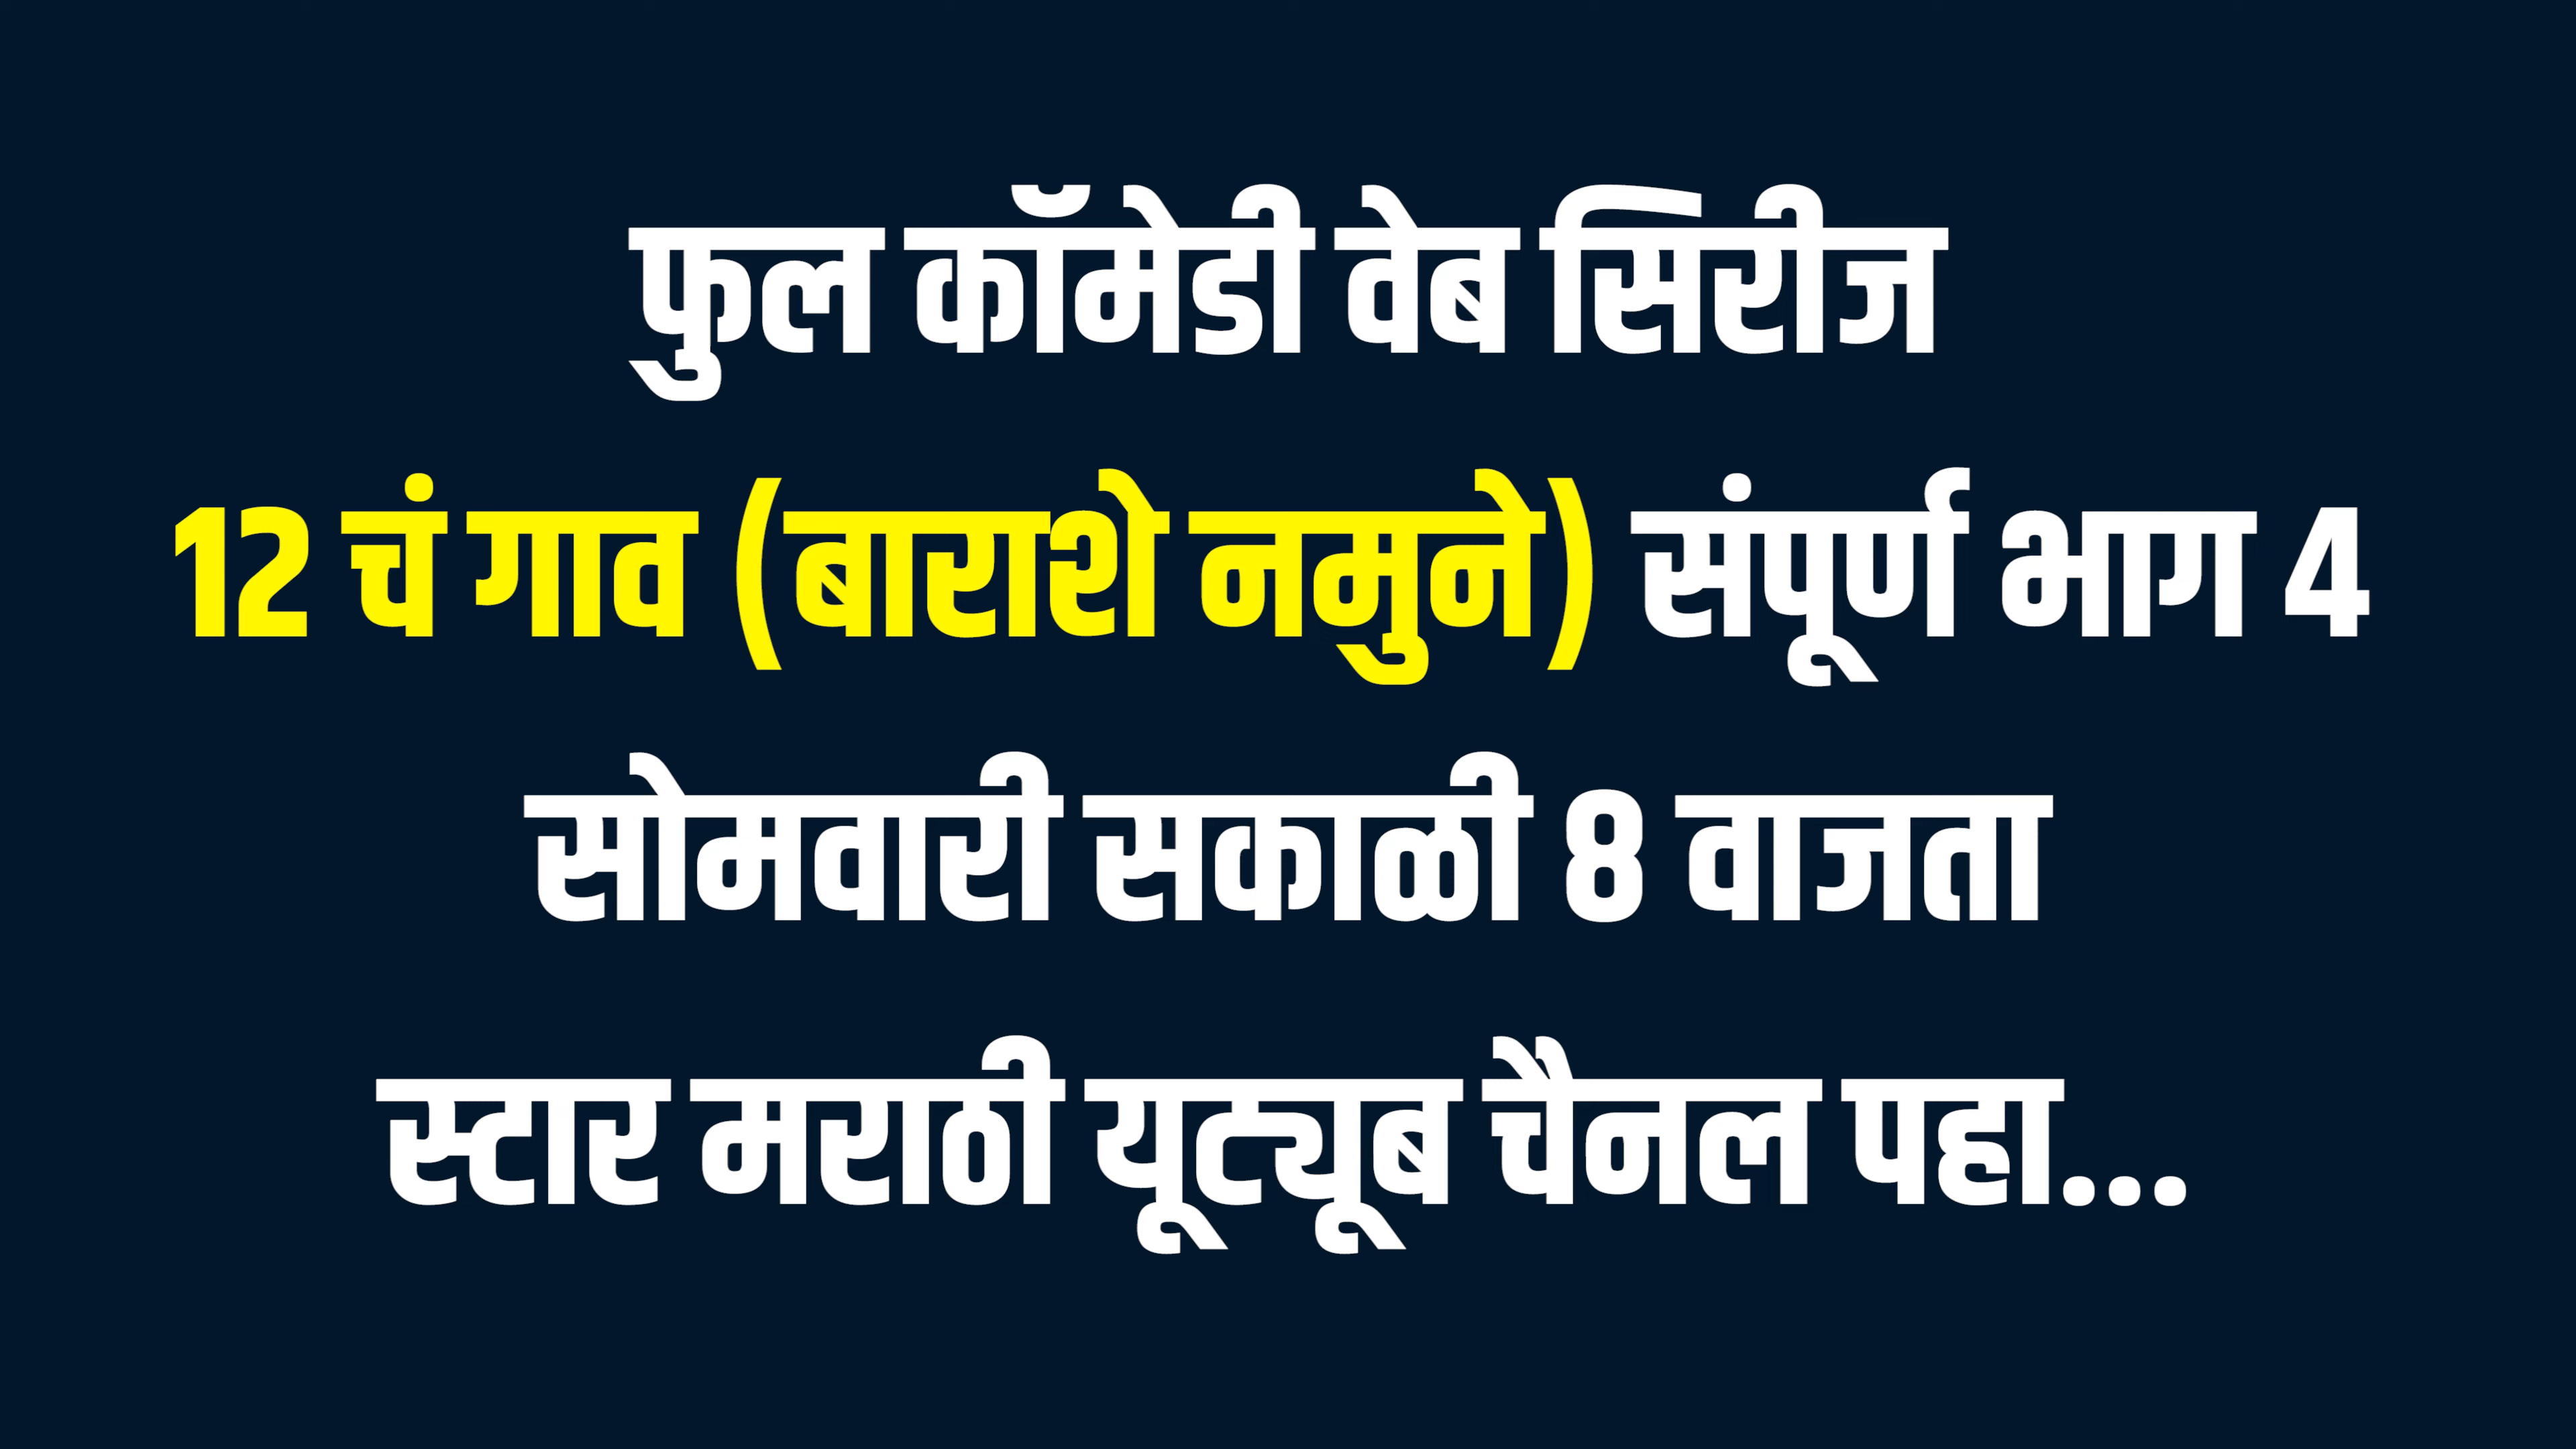 फुल कॉमेडी वेब सिरीज
12 चं गाव (बाराशे नमुने) संपूर्ण भाग 4
सोमवारी सकाळी 8 वाजता
स्टार मराठी यूट्यूब चैनल पहा...